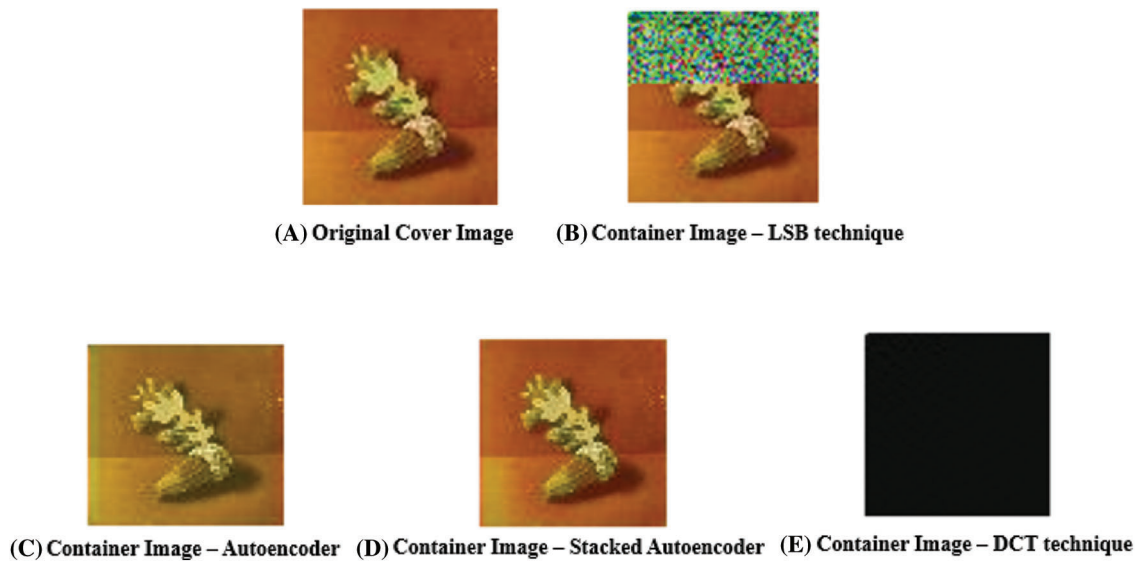 (A) Original Cover Image
(B) Container Image – LSB technique
(C) Container Image – Autoencoder
(D) Container Image – Stacked Autoencoder
(E) Container Image – DCT technique